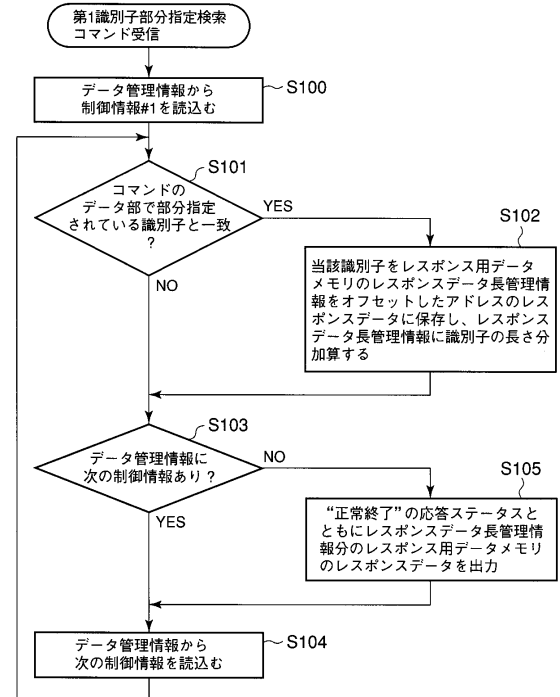 第1識別子部分指定検索
コマンド受信
データ管理情報から
制御情報#1を読込む
S100
コマンドの
データ部で部分指定
されている識別子と一致
?
S101
YES
NO
S102
当該識別子をレスポンス用データ
メモリのレスポンスデータ長管理情
報をオフセットしたアドレスのレス
ポンスデータに保存し、レスポンス
データ長管理情報に識別子の長さ分
加算する
S103
データ管理情報に
次の制御情報あり?
NO
YES
S105
“正常終了”の応答ステータスと
ともにレスポンスデータ長管理情
報分のレスポンス用データメモリ
のレスポンスデータを出力
データ管理情報から
次の制御情報を読込む
S104